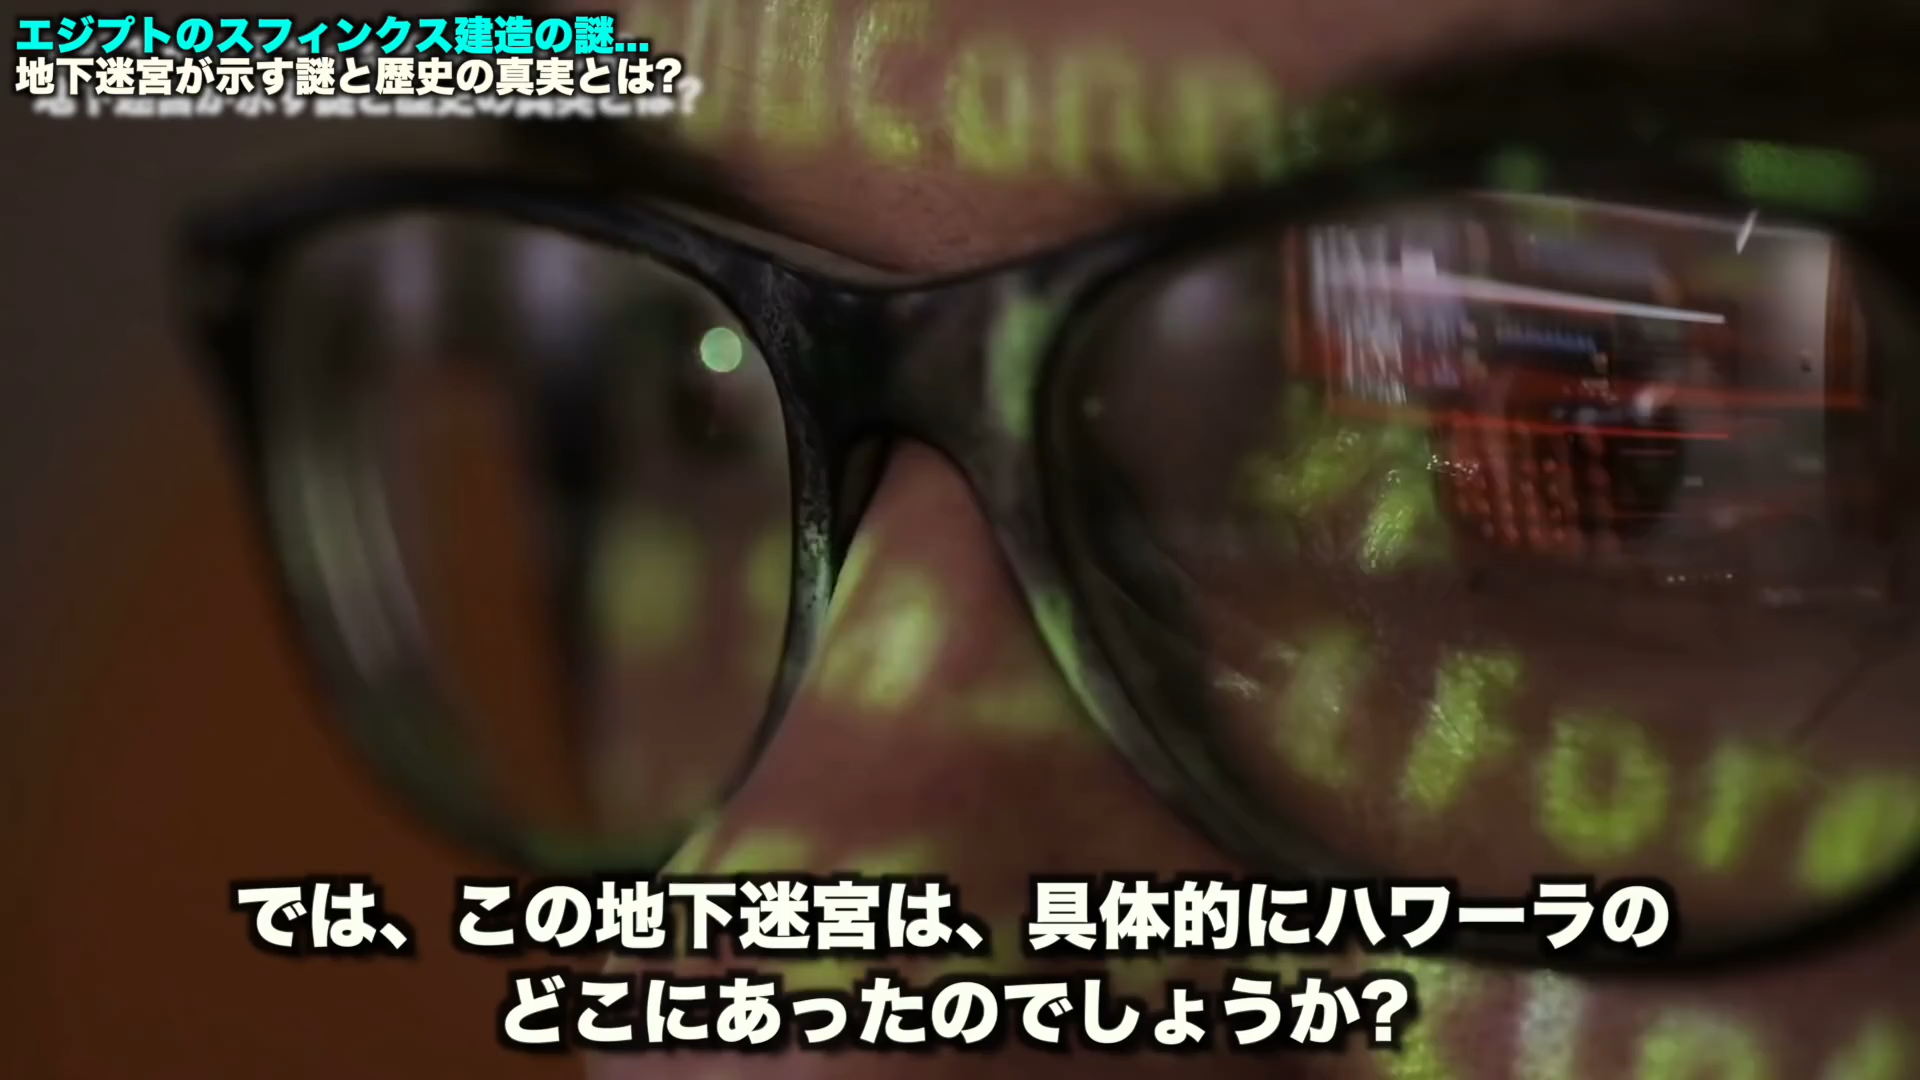 エジプトのスフィンクス建造の謎...
地下迷宮が示す謎と歴史の真実とは?
では、この地下迷宮は、具体的にハワーラの
どこにあったのでしょうか?